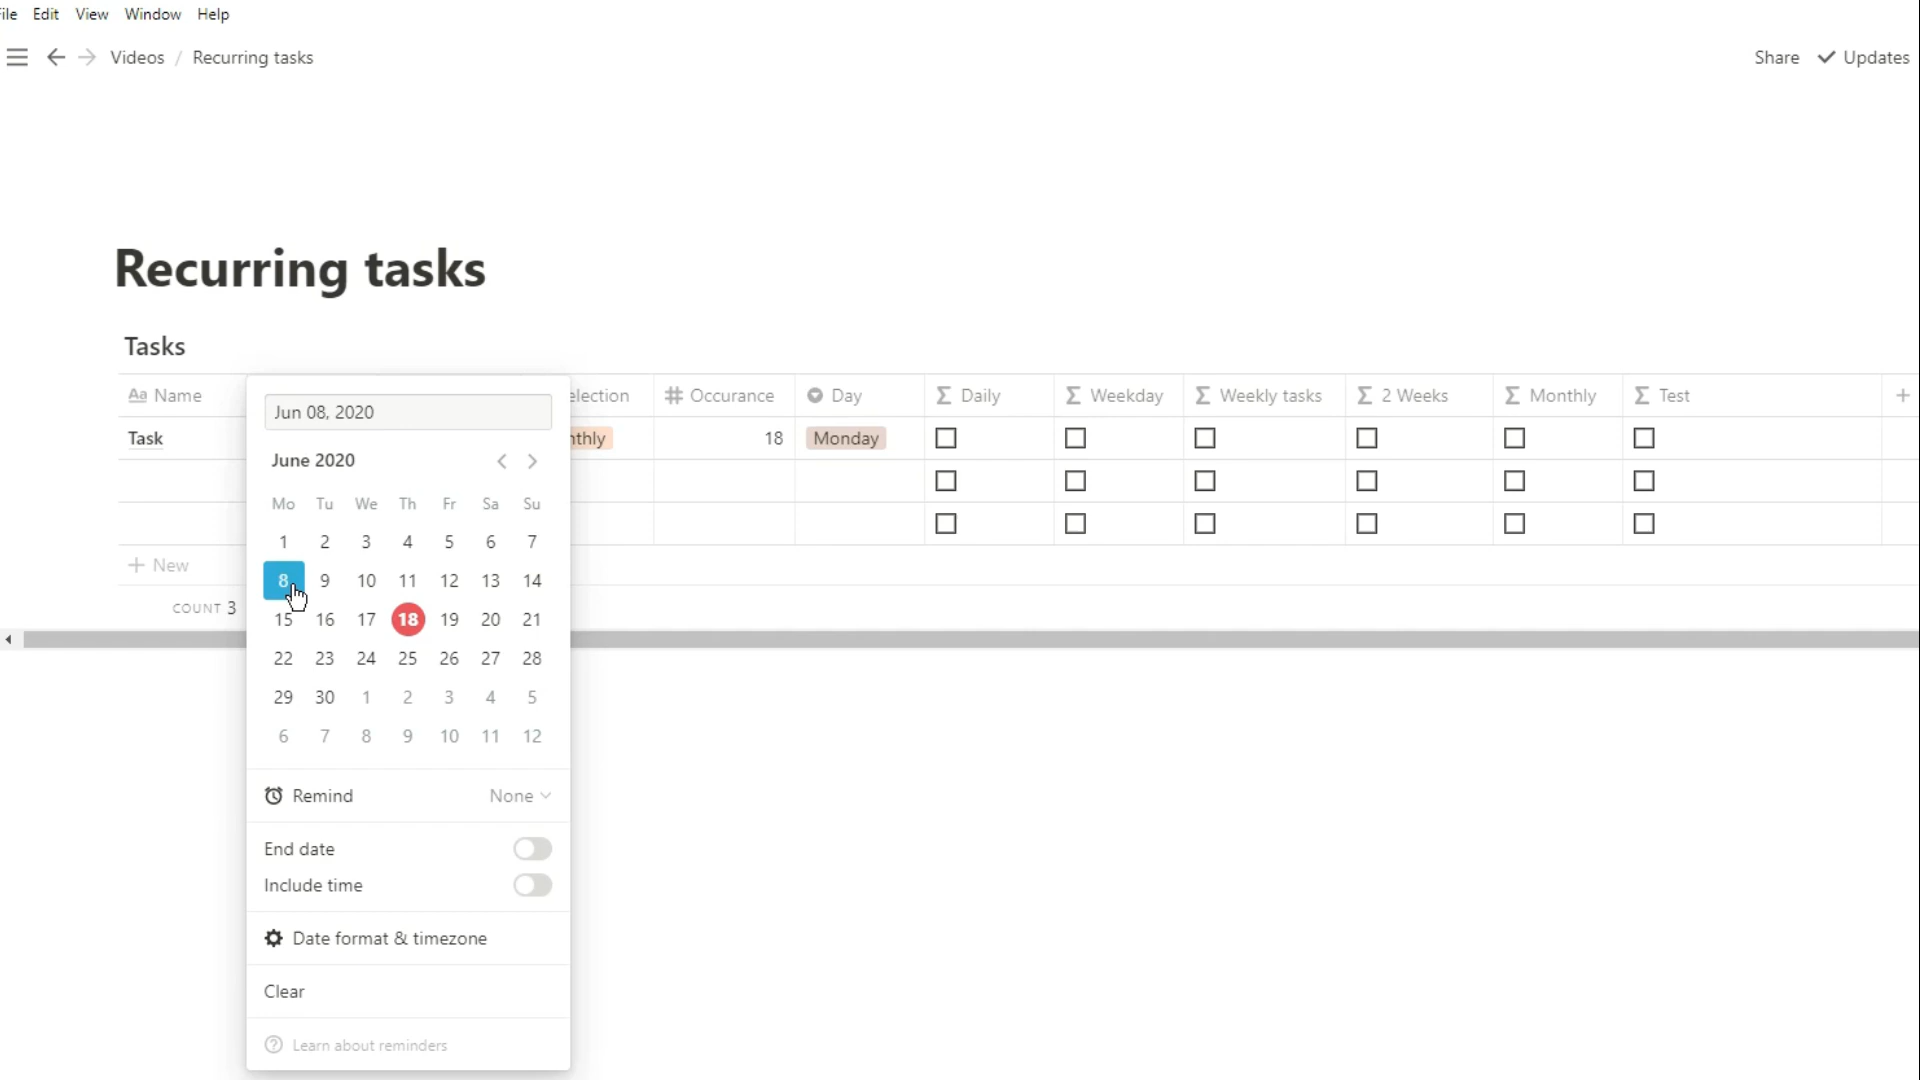 ile Edit View Window Help
Videos / Recurring tasks
Share Updates
Recurring tasks
Tasks
Aa Name election Occurance Day Σ Daily Σ Weekday Σ Weekly tasks Σ 2 Weeks Σ Monthly Σ Test +
Jun 08, 2020
Task nthly 18 Monday
June 2020
Mo Tu We Th Fr Sa Su
1 2 3 4 5 6 7
+ New
8 9 10 11 12 13 14
COUNT 3
15 16 17 18 19 20 21
22 23 24 25 26 27 28
29 30 1 2 3 4 5
6 7 8 9 10 11 12
Remind None
End date
Include time
Date format & timezone
Clear
Learn about reminders